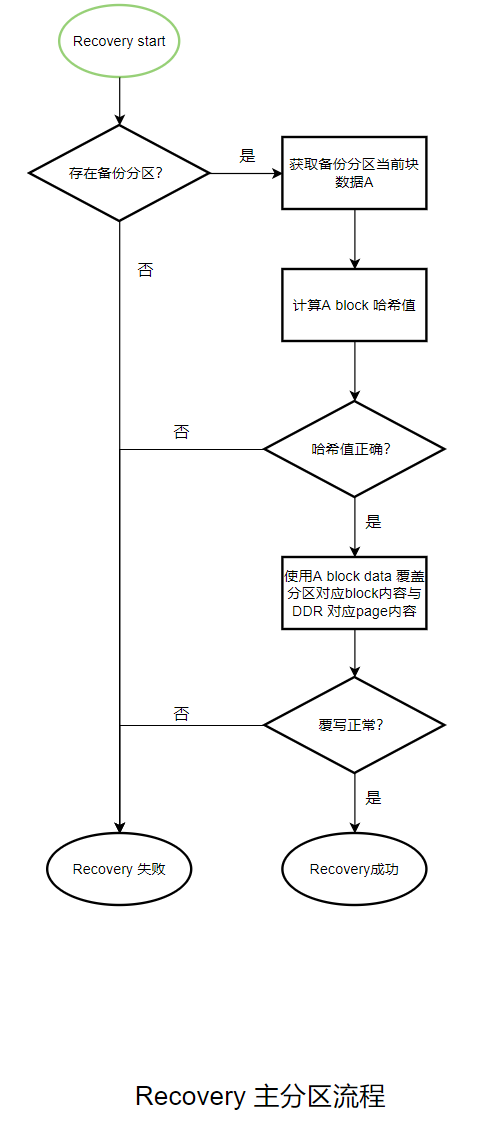 Recovery start
存在备份分区?
是
获取备份分区当前块
数据A
否
计算A block 哈希值
否
哈希值正确?
是
使用A block data 覆盖
分区对应block内容与
DDR 对应page内容
否
覆写正常?
是
Recovery 失败
Recovery成功
Recovery 主分区流程